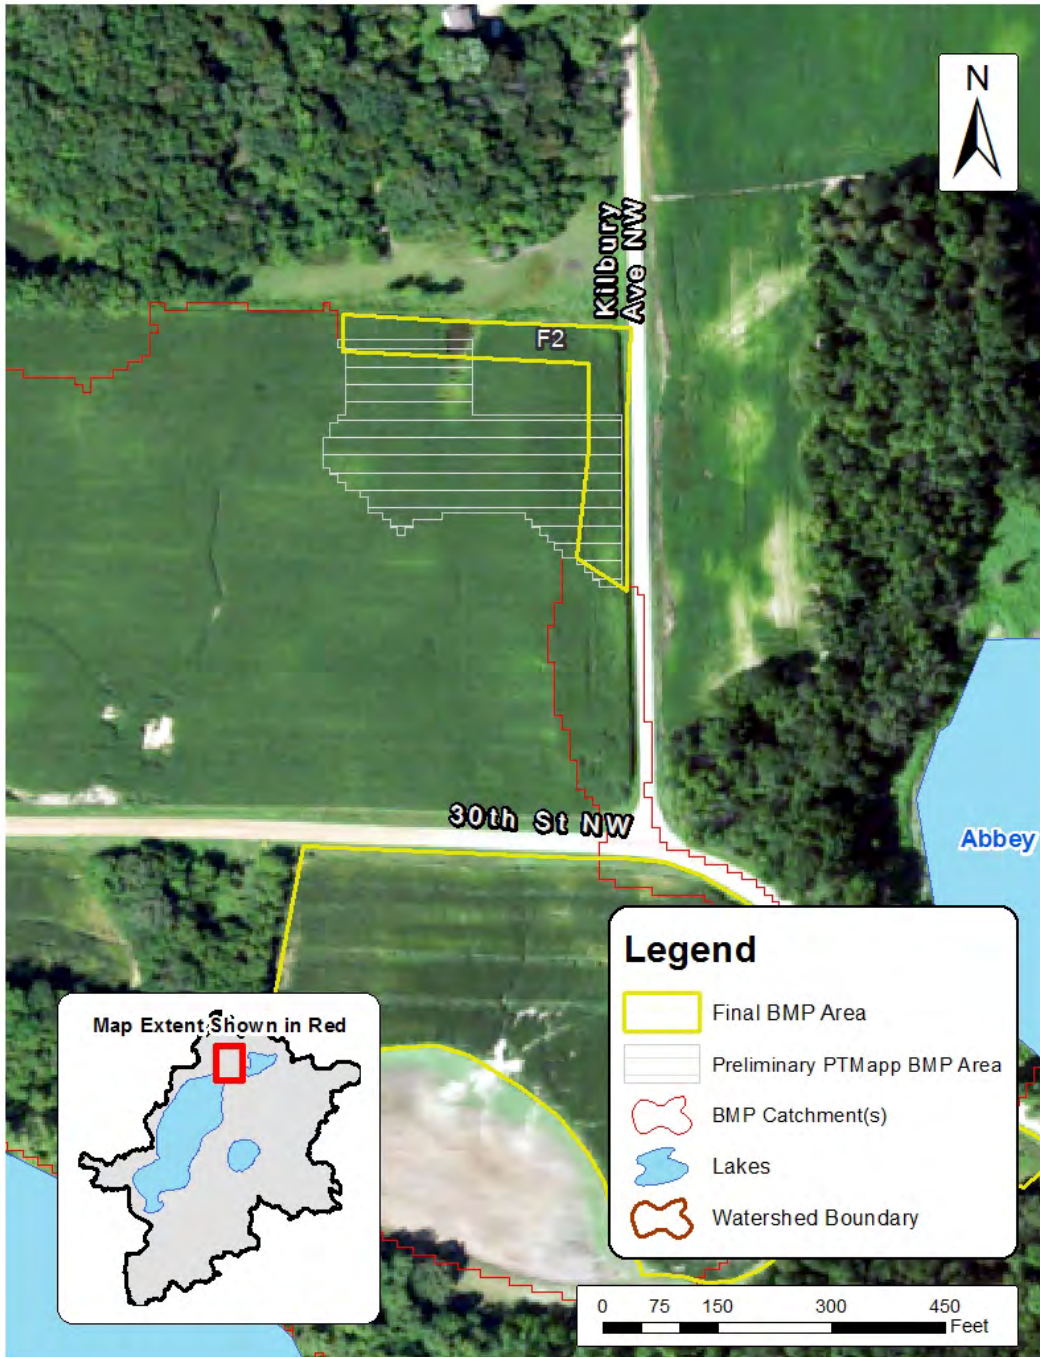 N
Kilbury
Ave NW
F2
30th St NW
Abbey
Legend
Final BMP Area
Preliminary PTMapp BMP Area
BMP Catchment(s)
Lakes
Watershed Boundary
Map Extent Shown in Red
0 75 150 300 450
Feet